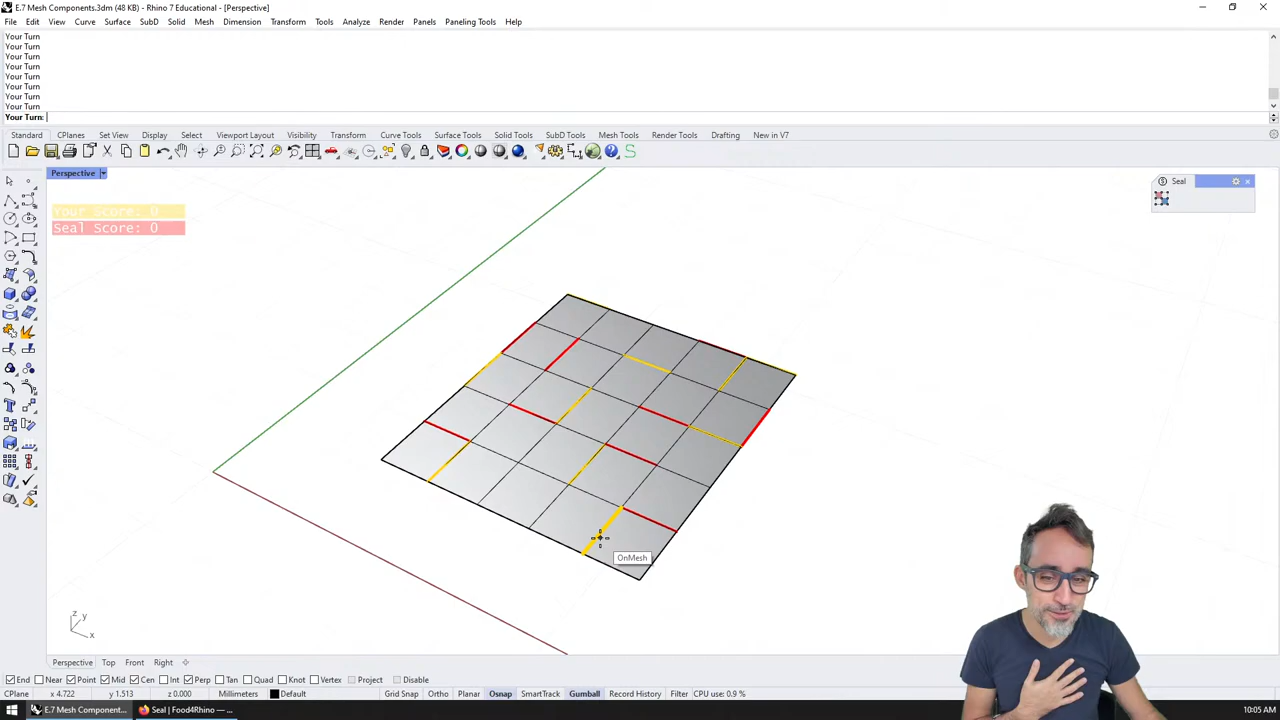 E.7 Mesh Components.3dm (48 KB) - Rhino 7 Educational - [Perspective]
File Edit View Curve Surface SubD Solid Mesh Dimension Transform Tools Analyze Render Panels Peeling Tools Help
Your Turn
Your Turn
Your Turn
Your Turn
Your Turn
Your Turn
Your Turn
Your Turn
Your Turn:
Standard CPlanes Set View Display Select Viewport Layout Visibility Transform Curve Tools Surface Tools Solid Tools SubD Tools Mesh Tools Render Tools Drafting New in V7
Perspective
Seal
Your Score: 0
Seal Score: 0
OnMesh
z
y
x
Perspective Top Front Right
End Near Point Mid Cen Int Perp Tan Quad Knot Vertex Project Disable
CPlane x 4.722 y 1.513 z 0.000 Millimeters Default Grid Snap Ortho Planar Osnap SmartTrack Gumball Record History Filter CPU use: 0.9 %
E.7 Mesh Component... Seal | Food4Rhino — ... 10:05 AM